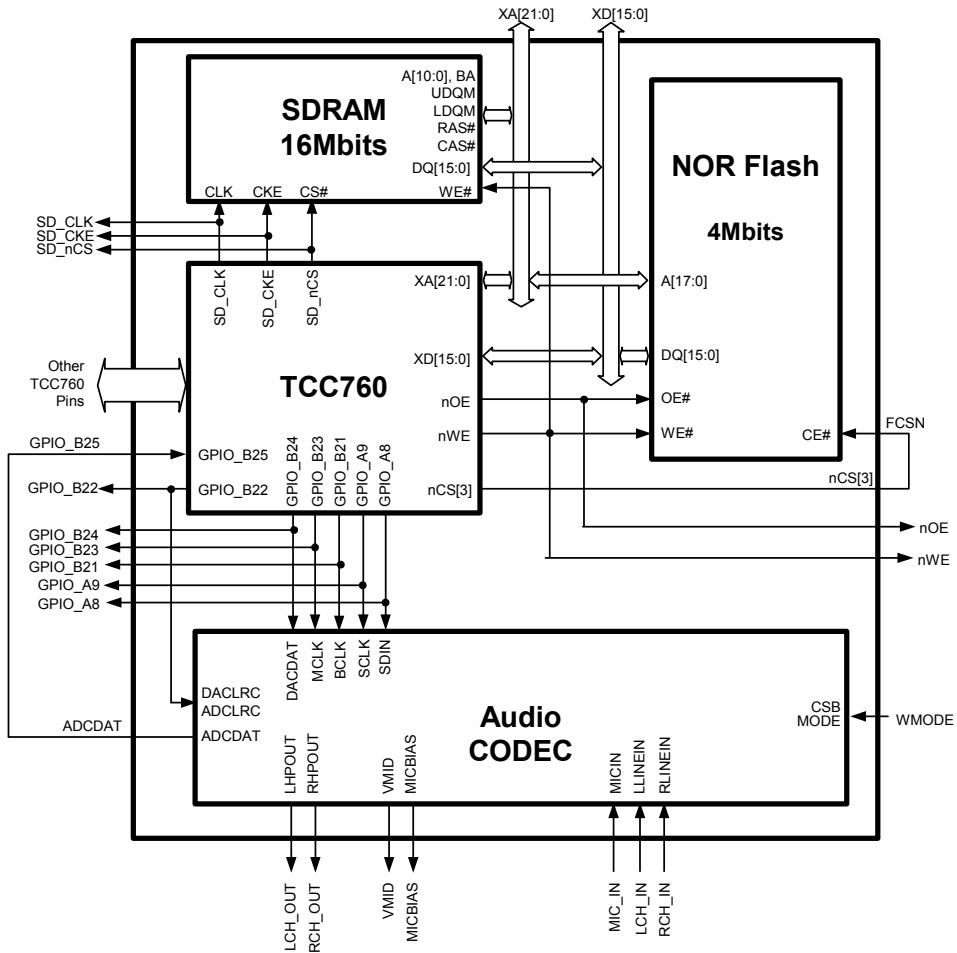 XA[21:0]
XD[15:0]
SDRAM
16Mbits
A[10:0], BA
UDQM
LDQM
RAS#
CAS#
DQ[15:0]
WE#
CLK
CKE
CS#
NOR Flash
4Mbits
A[17:0]
DQ[15:0]
OE#
WE#
CE#
FCSN
SD_CLK
SD_CKE
SD_nCS
SD_CLK
SD_CKE
SD_nCS
XA[21:0]
XD[15:0]
TCC760
nOE
nWE
nCS[3]
nCS[3]
Other
TCC760
Pins
GPIO_B25
GPIO_B25
GPIO_B22
GPIO_B22
GPIO_B24
GPIO_B23
GPIO_B21
GPIO_A9
GPIO_A8
GPIO_B24
GPIO_B23
GPIO_B21
GPIO_A9
GPIO_A8
nOE
nWE
DACDAT
MCLK
BCLK
SCLK
SDIN
DACLRC
ADCLRC
ADCDAT
ADCDAT
Audio
CODEC
CSB
MODE
WMODE
LHPOUT
RHPOUT
VMID
MICBIAS
MICIN
LLINEIN
RLINEIN
LCH_OUT
RCH_OUT
VMID
MICBIAS
MIC_IN
LCH_IN
RCH_IN